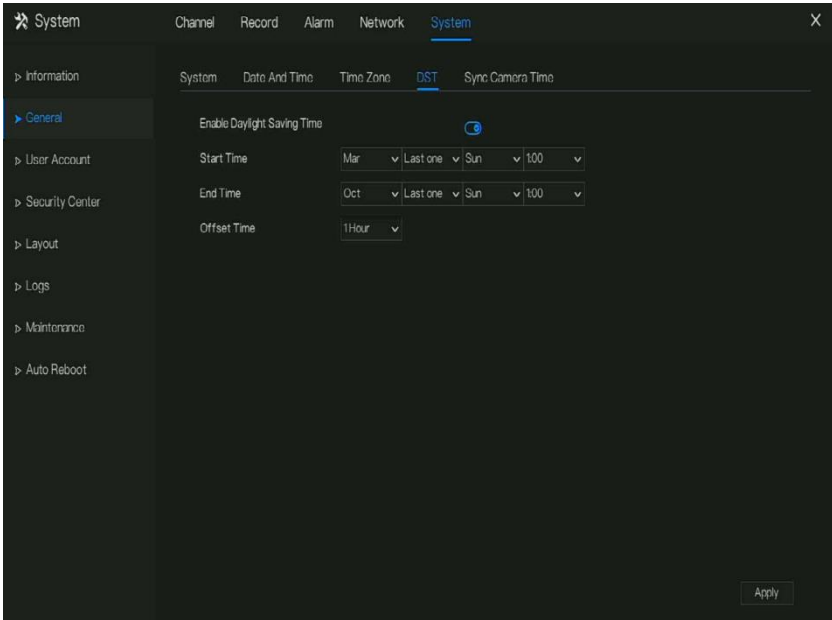 System
Channel Record Alarm Network System X
Information
General
User Account
Security Center
Layout
Logs
Maintenance
Auto Reboot
System Date And Time Time Zone DST Sync Camera Time
Enable Daylight Saving Time
Start Time Mar Last one Sun 1:00
End Time Oct Last one Sun 1:00
Offset Time 1Hour
Apply